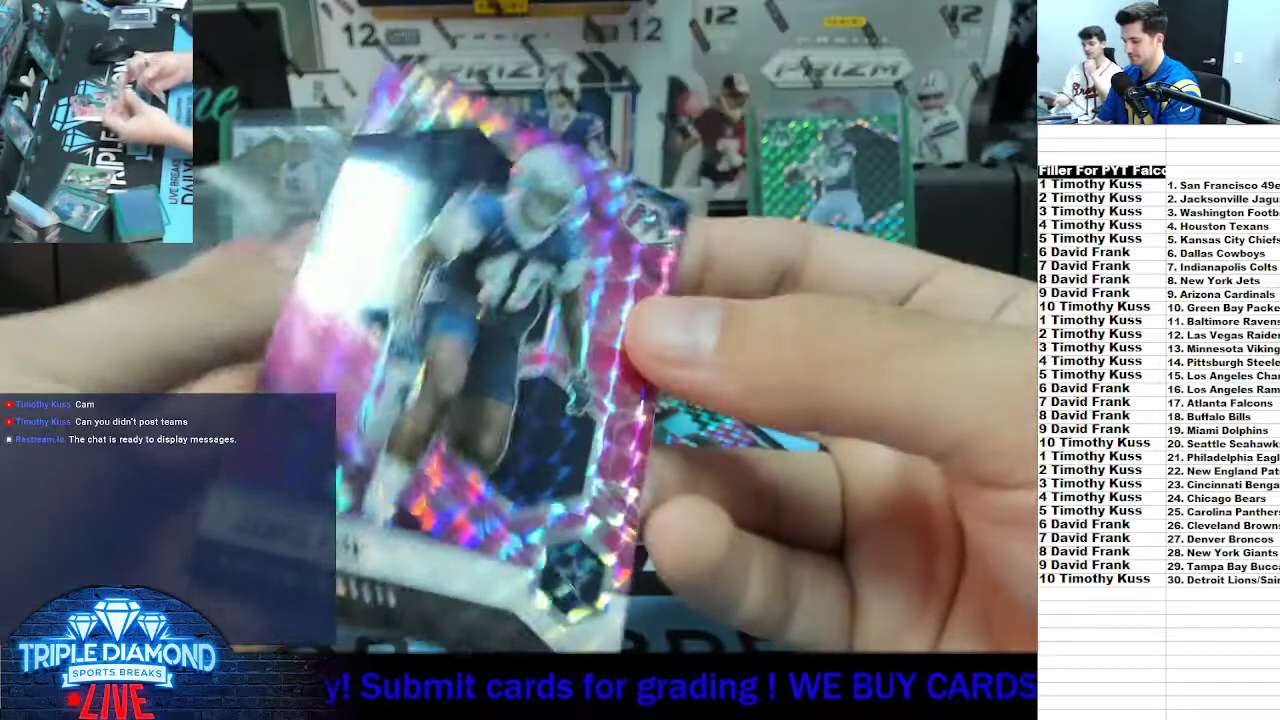 12
12
12
12
PRIZM
PRIZM
TRIPLE
LIVE BREAK
DAILY
Timothy Kuss Cam
Timothy Kuss Can you didn't post teams
Restream.io The chat is ready to display messages.
TRIPLE DIAMOND
SPORTS BREAKS
LIVE
y! Submit cards for grading ! WE BUY CARDS
Filler For PYT Falco
1 Timothy Kuss 1. San Francisco 49e
2 Timothy Kuss 2. Jacksonville Jagu
3 Timothy Kuss 3. Washington Footb
4 Timothy Kuss 4. Houston Texans
5 Timothy Kuss 5. Kansas City Chiefs
6 David Frank 6. Dallas Cowboys
7 David Frank 7. Indianapolis Colts
8 David Frank 8. New York Jets
9 David Frank 9. Arizona Cardinals
10 Timothy Kuss 10. Green Bay Packe
1 Timothy Kuss 11. Baltimore Ravens
2 Timothy Kuss 12. Las Vegas Raider
3 Timothy Kuss 13. Minnesota Viking
4 Timothy Kuss 14. Pittsburgh Steele
5 Timothy Kuss 15. Los Angeles Cha
6 David Frank 16. Los Angeles Ram
7 David Frank 17. Atlanta Falcons
8 David Frank 18. Buffalo Bills
9 David Frank 19. Miami Dolphins
10 Timothy Kuss 20. Seattle Seahawk
1 Timothy Kuss 21. Philadelphia Eagl
2 Timothy Kuss 22. New England Pat
3 Timothy Kuss 23. Cincinnati Benga
4 Timothy Kuss 24. Chicago Bears
5 Timothy Kuss 25. Carolina Panther
6 David Frank 26. Cleveland Brown
7 David Frank 27. Denver Broncos
8 David Frank 28. New York Giants
9 David Frank 29. Tampa Bay Bucca
10 Timothy Kuss 30. Detroit Lions/Sai